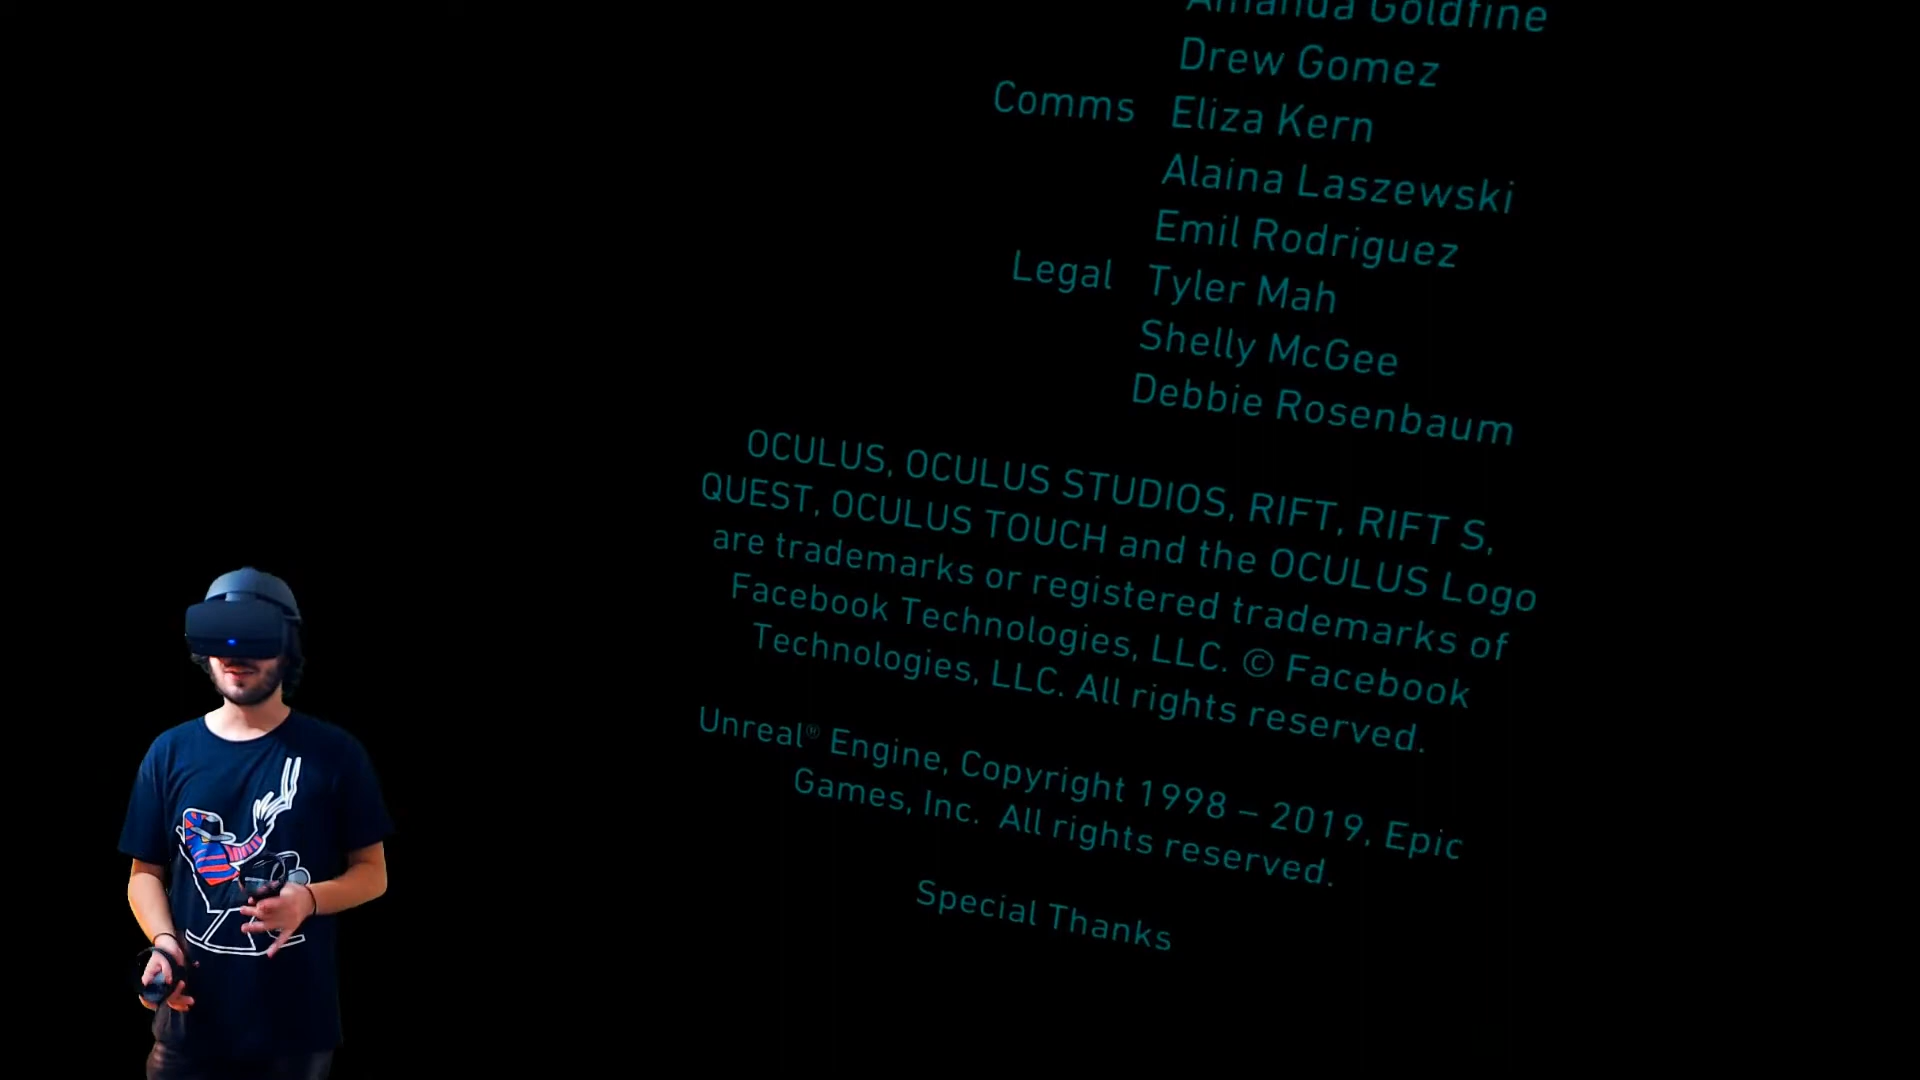 Amanda Goldfine
Drew Gomez
Comms Eliza Kern
Alaina Laszewski
Emil Rodriguez
Legal Tyler Mah
Shelly McGee
Debbie Rosenbaum
OCULUS, OCULUS STUDIOS, RIFT, RIFT S,
QUEST, OCULUS TOUCH and the OCULUS Logo
are trademarks or registered trademarks of
Facebook Technologies, LLC. © Facebook
Technologies, LLC. All rights reserved.
Unreal® Engine, Copyright 1998 – 2019, Epic
Games, Inc. All rights reserved.
Special Thanks